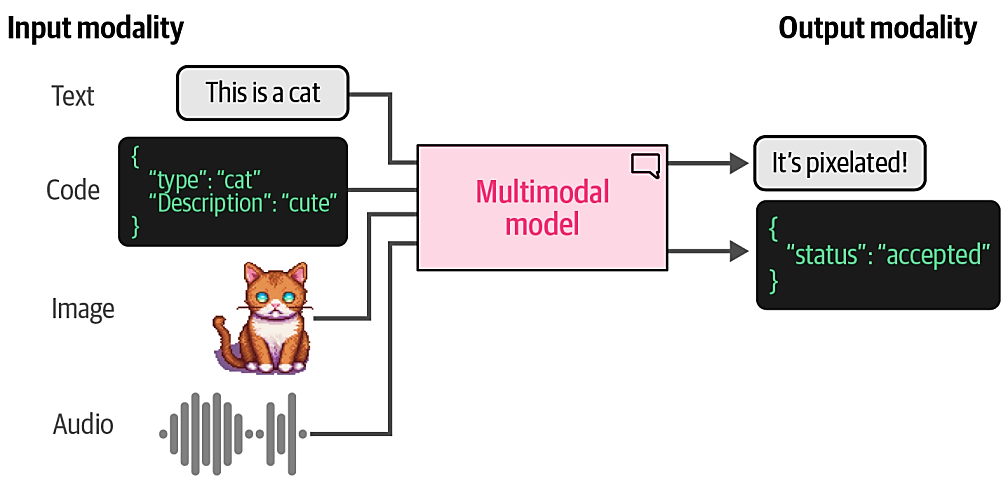 Input modality
Output modality
Text
This is a cat
Code
{
“type”: “cat”
“Description”: “cute”
}
Image
Audio
Multimodal
model
It’s pixelated!
{
“status”: “accepted”
}